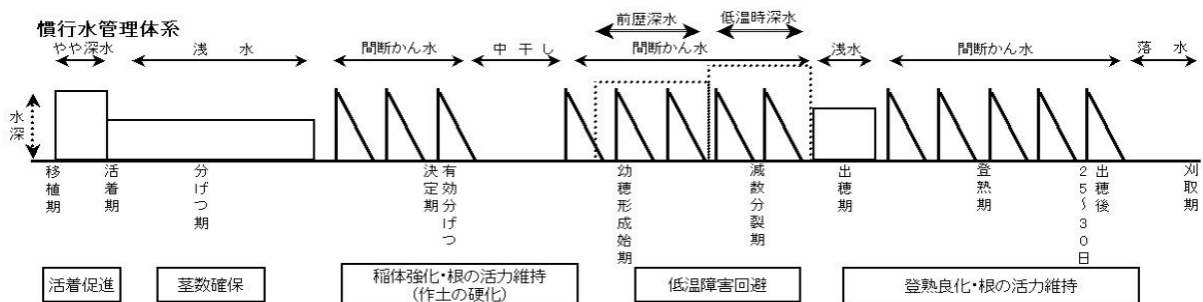 慣行水管理体系
前歴深水
低温時深水
やや深水
浅 水
間断かん水
中 干 し
間断かん水
浅水
間断かん水
落 水
水深
移植期
活着期
分げつ期
有効分げつ
決定期
幼穂形成始期
減数分裂期
出穂期
登熟期
出穂後
25~30日
刈取期
活着促進
茎数確保
稲体強化・根の活力維持
(作土の硬化)
低温障害回避
登熟良化・根の活力維持